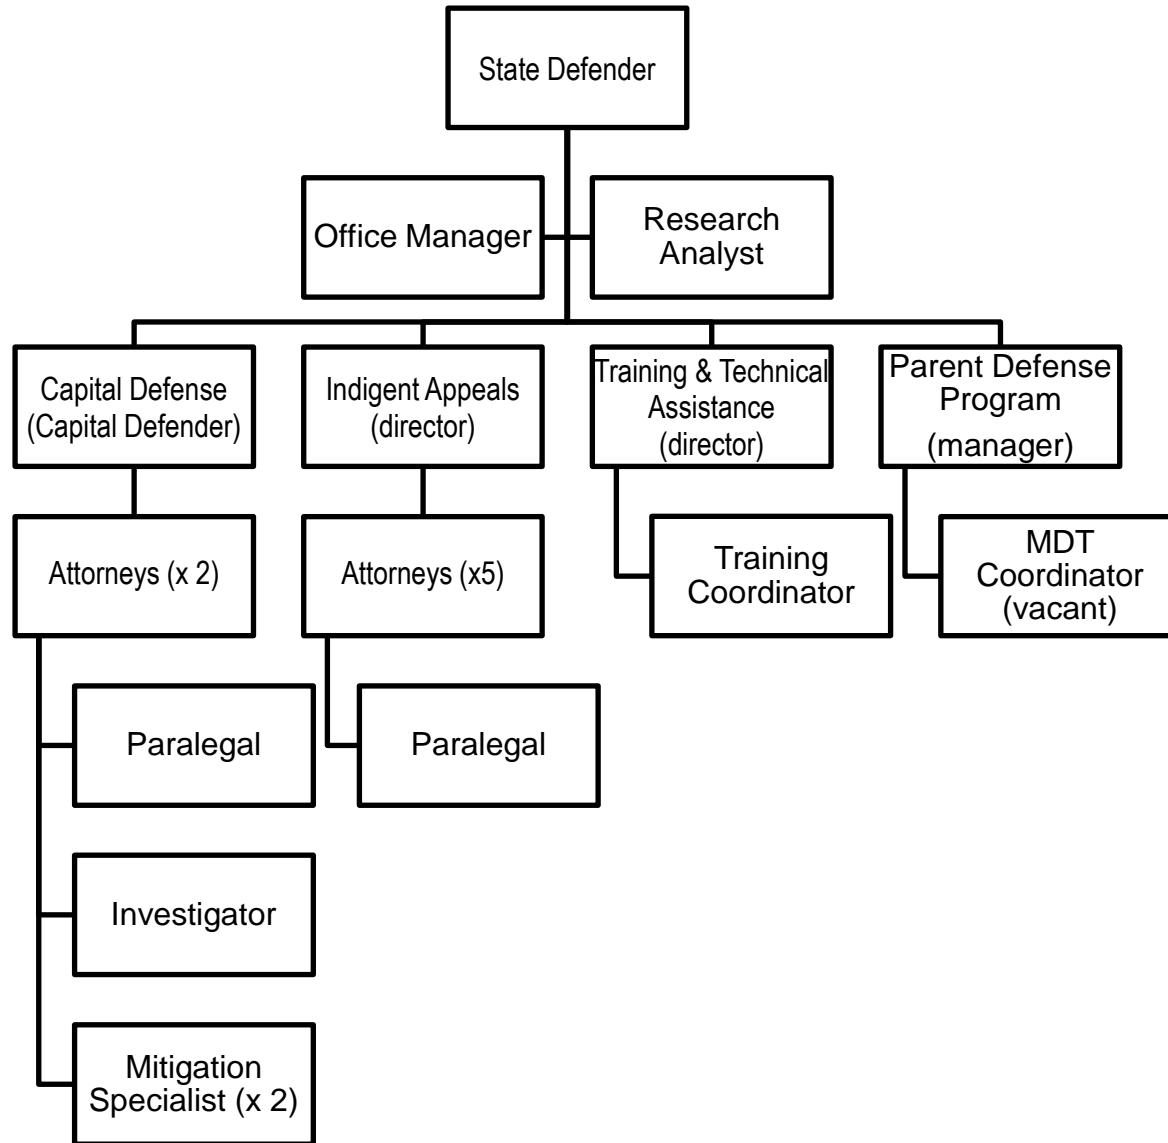 State Defender
Office Manager
Research
Analyst
Capital Defense
(Capital Defender)
Indigent Appeals
(director)
Training & Technical
Assistance
(director)
Parent Defense
Program
(manager)
Attorneys (x 2)
Attorneys (x5)
Training
Coordinator
MDT
Coordinator
(vacant)
Paralegal
Paralegal
Investigator
Mitigation
Specialist (x 2)